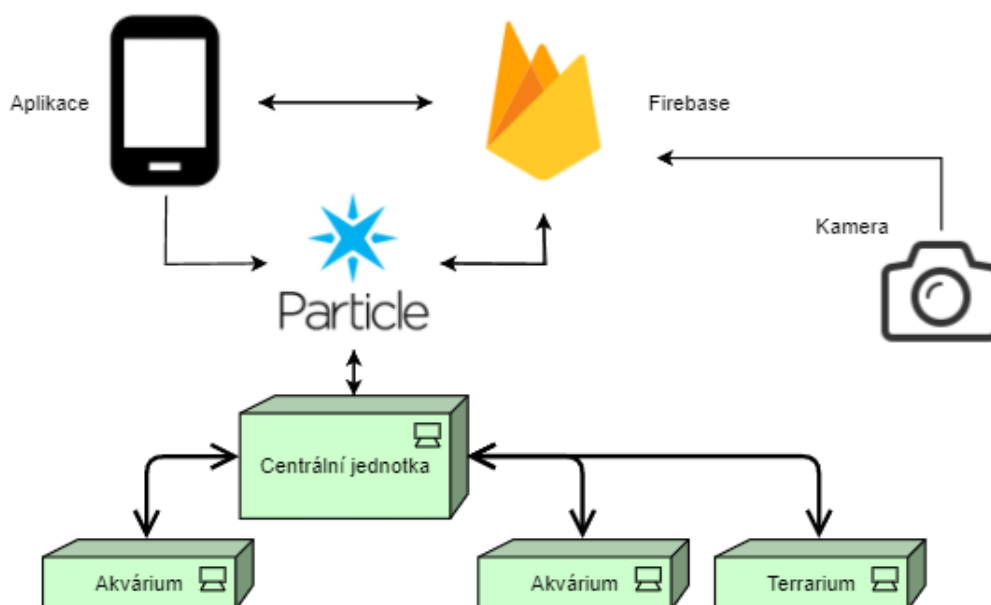 Aplikace
Firebase
Kamera
Particle
Centrální jednotka
Akvárium
Akvárium
Terrarium